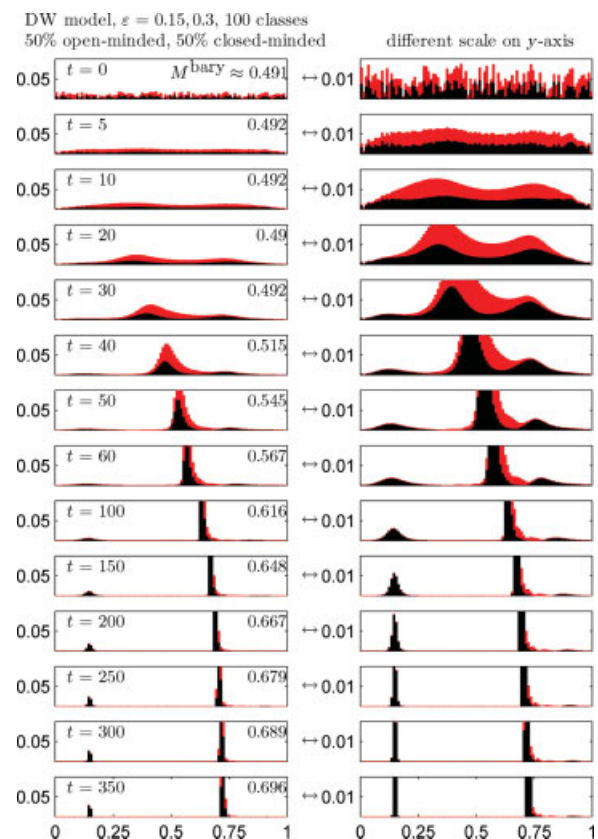 DW model, ε = 0.15, 0.3, 100 classes
50% open-minded, 50% closed-minded
different scale on y-axis
0.05 t = 0 M^bary ≈ 0.491 ↔ 0.01
0.05 t = 5 0.492 ↔ 0.01
0.05 t = 10 0.492 ↔ 0.01
0.05 t = 20 0.49 ↔ 0.01
0.05 t = 30 0.492 ↔ 0.01
0.05 t = 40 0.515 ↔ 0.01
0.05 t = 50 0.545 ↔ 0.01
0.05 t = 60 0.567 ↔ 0.01
0.05 t = 100 0.616 ↔ 0.01
0.05 t = 150 0.648 ↔ 0.01
0.05 t = 200 0.667 ↔ 0.01
0.05 t = 250 0.679 ↔ 0.01
0.05 t = 300 0.689 ↔ 0.01
0.05 t = 350 0.696 ↔ 0.01
0 0.25 0.5 0.75 1 0 0.25 0.5 0.75 1